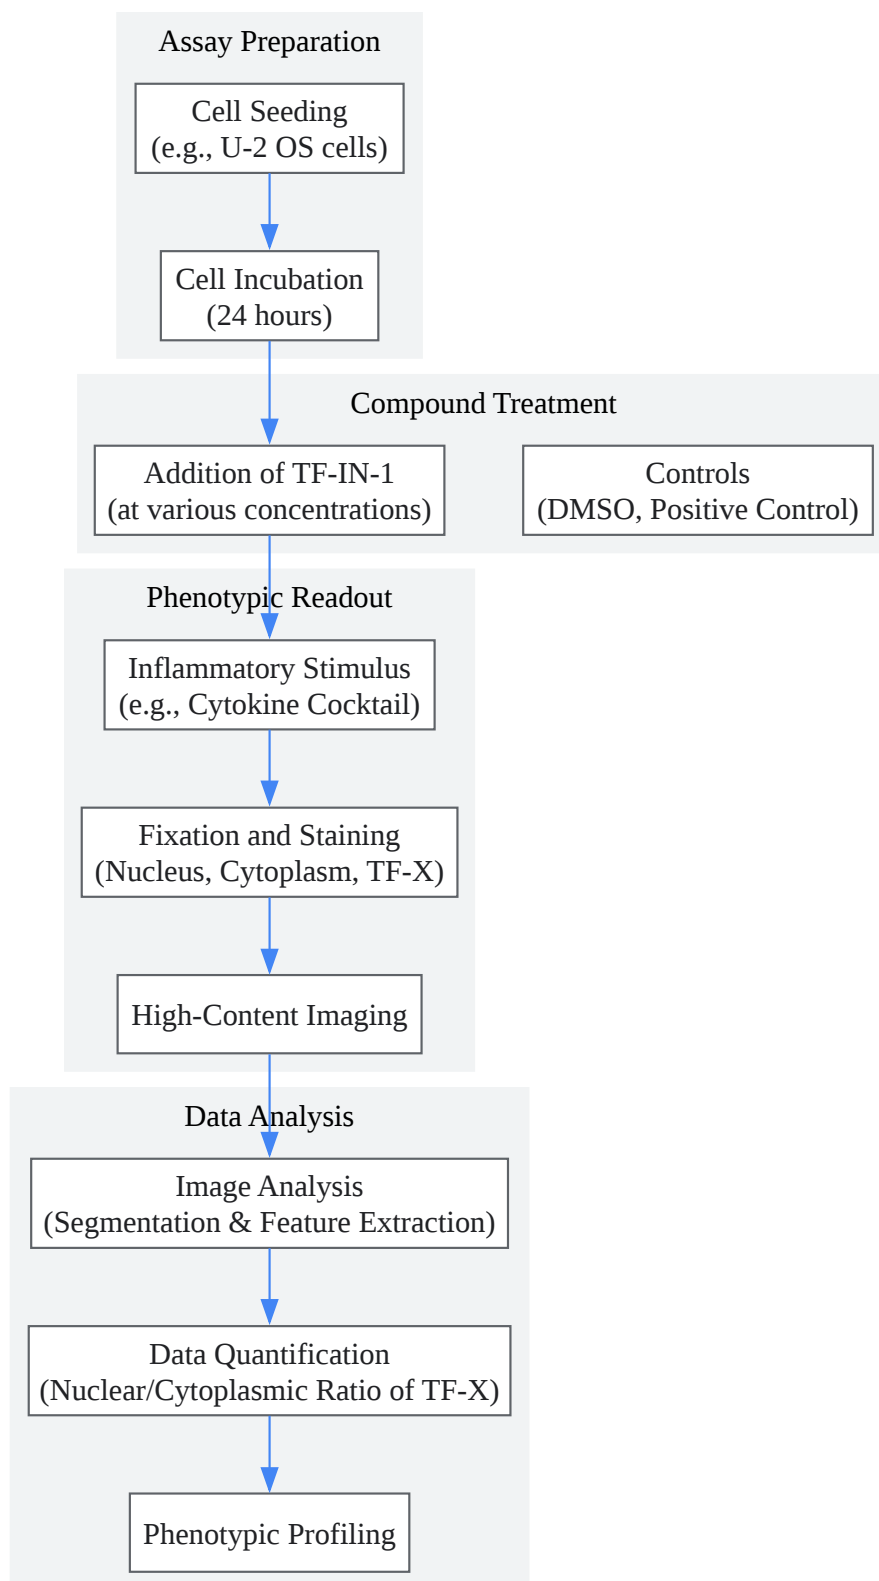 Assay Preparation
Cell Seeding
(e.g., U-2 OS cells)
Cell Incubation
(24 hours)
Compound Treatment
Addition of TF-IN-1
(at various concentrations)
Controls
(DMSO, Positive Control)
Phenotypic Readout
Inflammatory Stimulus
(e.g., Cytokine Cocktail)
Fixation and Staining
(Nucleus, Cytoplasm, TF-X)
High-Content Imaging
Data Analysis
Image Analysis
(Segmentation & Feature Extraction)
Data Quantification
(Nuclear/Cytoplasmic Ratio of TF-X)
Phenotypic Profiling